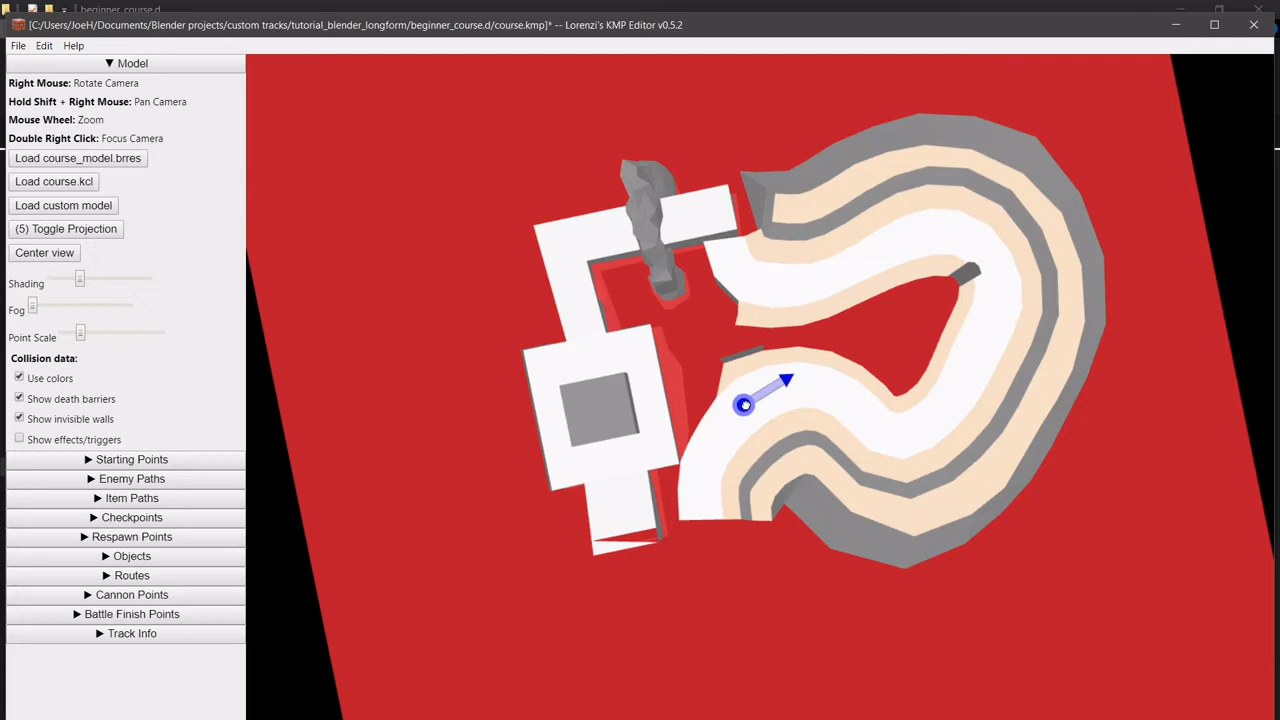 beginner_course.d
[C:/Users/JoeH/Documents/Blender projects/custom tracks/tutorial_blender_longform/beginner_course.d/course.kmp]* -- Lorenzi's KMP Editor v0.5.2
File Edit Help
▼ Model
Right Mouse: Rotate Camera
Hold Shift + Right Mouse: Pan Camera
Mouse Wheel: Zoom
Double Right Click: Focus Camera
Load course_model.brres
Load course.kcl
Load custom model
(5) Toggle Projection
Center view
Shading
Fog
Point Scale
Collision data:
Use colors
Show death barriers
Show invisible walls
Show effects/triggers
▶ Starting Points
▶ Enemy Paths
▶ Item Paths
▶ Checkpoints
▶ Respawn Points
▶ Objects
▶ Routes
▶ Cannon Points
▶ Battle Finish Points
▶ Track Info